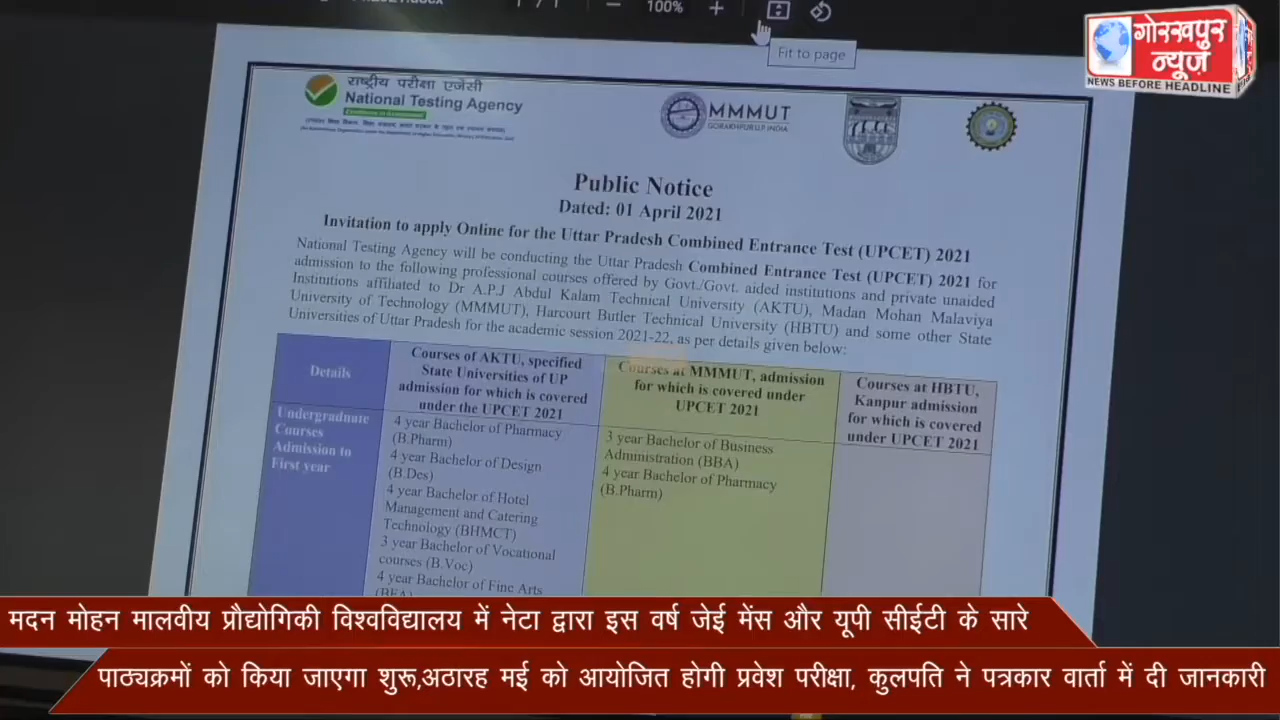 100%
Fit to page
गोरखपुर
न्यूज़
NEWS BEFORE HEADLINE
राष्ट्रीय परीक्षा एजेंसी
National Testing Agency
Excellence in Assessment
MMMUT
GORAKHPUR U.P. INDIA
Public Notice
Dated: 01 April 2021
Invitation to apply Online for the Uttar Pradesh Combined Entrance Test (UPCET) 2021
National Testing Agency will be conducting the Uttar Pradesh Combined Entrance Test (UPCET) 2021 for
admission to the following professional courses offered by Govt./Govt. aided institutions and private unaided
Institutions affiliated to Dr A.P.J Abdul Kalam Technical University (AKTU), Madan Mohan Malaviya
University of Technology (MMMUT), Harcourt Butler Technical University (HBTU) and some other State
Universities of Uttar Pradesh for the academic session 2021-22, as per details given below:
Details
Courses of AKTU, specified
State Universities of UP
admission for which is covered
under the UPCET 2021
Courses at MMMUT, admission
for which is covered under
UPCET 2021
Courses at HBTU,
Kanpur admission
for which is covered
under UPCET 2021
Undergraduate
Courses
Admission to
First year
4 year Bachelor of Pharmacy
(B.Pharm)
4 year Bachelor of Design
(B.Des)
4 year Bachelor of Hotel
Management and Catering
Technology (BHMCT)
3 year Bachelor of Vocational
courses (B.Voc)
4 year Bachelor of Fine Arts
3 year Bachelor of Business
Administration (BBA)
4 year Bachelor of Pharmacy
(B.Pharm)
मदन मोहन मालवीय प्रौद्योगिकी विश्वविद्यालय में नेटा द्वारा इस वर्ष जेई मेंस और यूपी सीईटी के सारे
पाठ्यक्रमों को किया जाएगा शुरू,अठारह मई को आयोजित होगी प्रवेश परीक्षा, कुलपति ने पत्रकार वार्ता में दी जानकारी